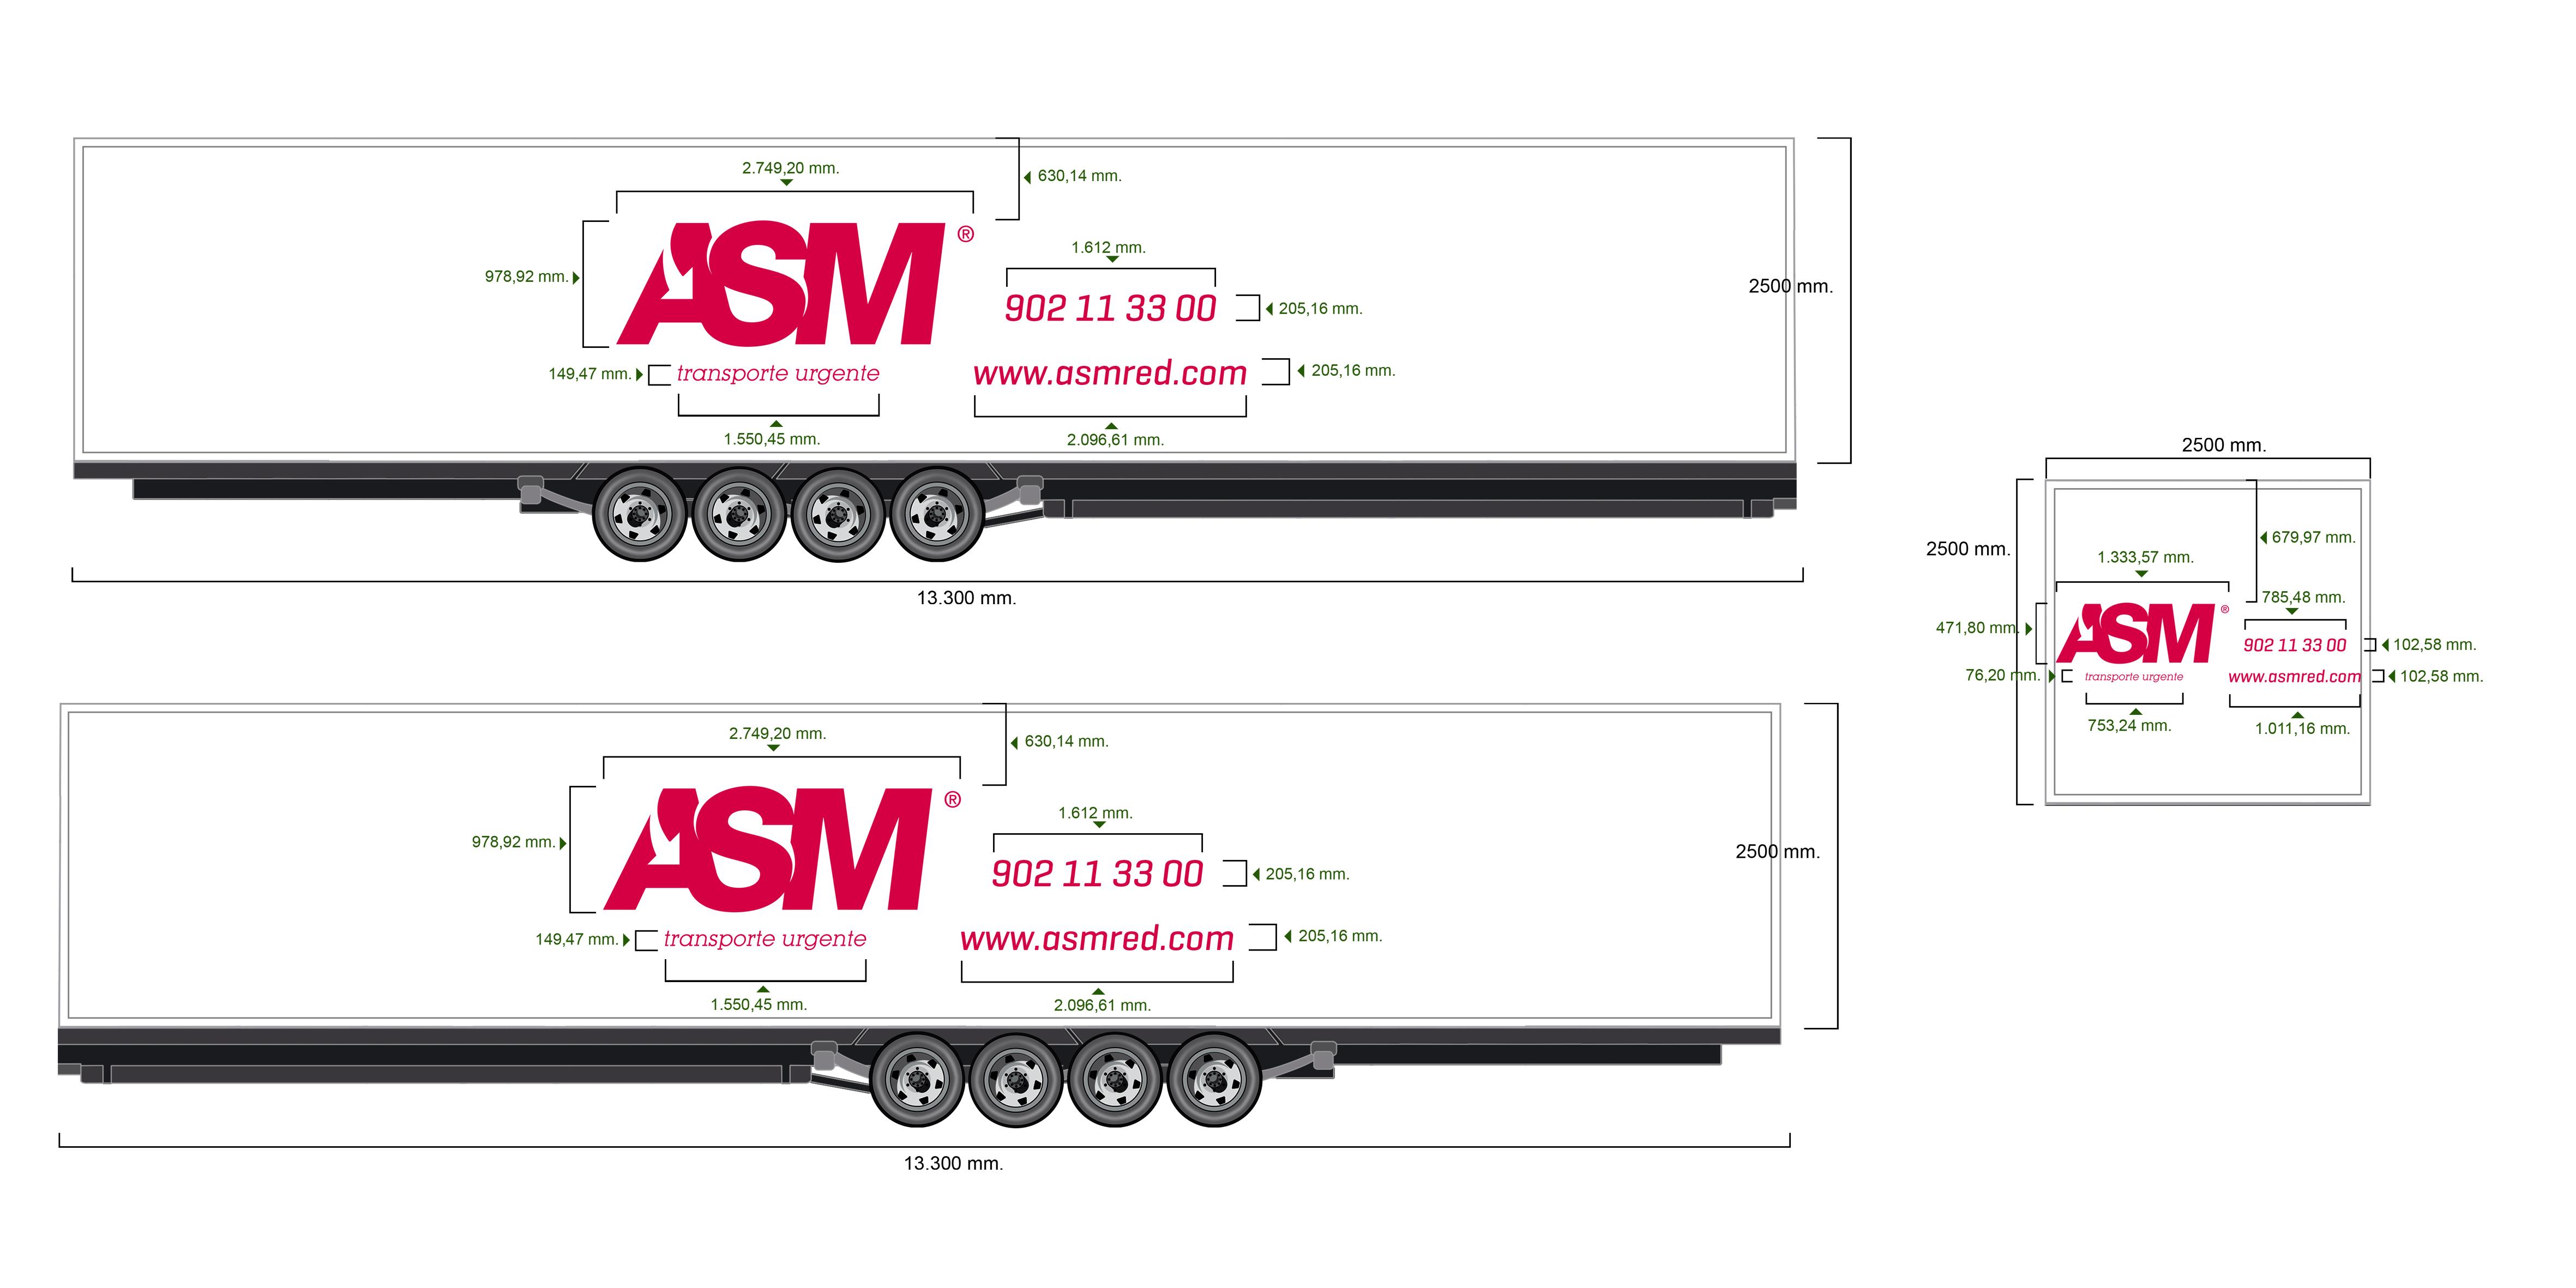 2.749,20 mm.
630,14 mm.
ASM®
978,92 mm.
1.612 mm.
2500 mm.
902 11 33 00
205,16 mm.
149,47 mm.
transporte urgente
www.asmred.com
205,16 mm.
1.550,45 mm.
2.096,61 mm.
13.300 mm.
2.749,20 mm.
630,14 mm.
ASM®
978,92 mm.
1.612 mm.
2500 mm.
902 11 33 00
205,16 mm.
149,47 mm.
transporte urgente
www.asmred.com
205,16 mm.
1.550,45 mm.
2.096,61 mm.
13.300 mm.
2500 mm.
2500 mm.
679,97 mm.
1.333,57 mm.
785,48 mm.
471,80 mm.
ASM®
902 11 33 00
102,58 mm.
76,20 mm.
transporte urgente
www.asmred.com
102,58 mm.
753,24 mm.
1.011,16 mm.